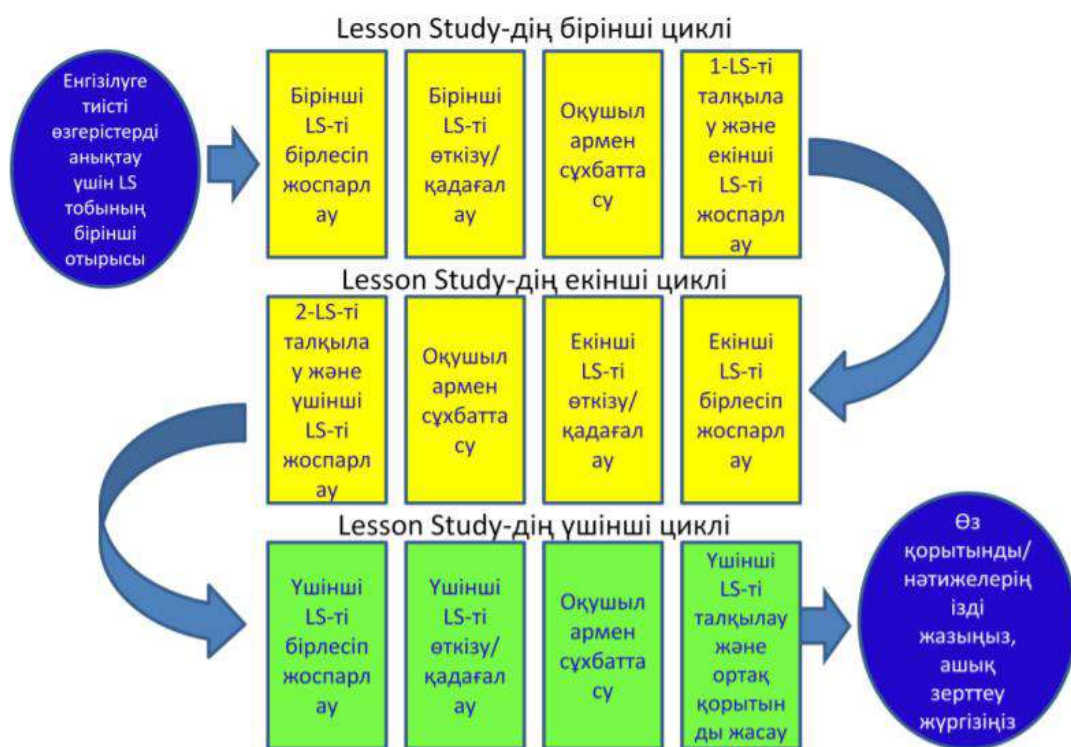 Lesson Study-дің бірінші циклі
Енгізілуге
тиісті
өзгерістерді
анықтау
үшін LS
тобының
бірінші
отырысы
Бірінші
LS-ті
бірлесіп
жоспарл
ау
Бірінші
LS-ті
өткізу/
қадағал
ау
Оқушыл
армен
сұхбатта
су
1-LS-ті
талқыла
у және
екінші
LS-ті
жоспарл
ау
Lesson Study-дің екінші циклі
2-LS-ті
талқыла
у және
үшінші
LS-ті
жоспарл
ау
Оқушыл
армен
сұхбатта
су
Екінші
LS-ті
өткізу/
қадағал
ау
Екінші
LS-ті
бірлесіп
жоспарл
ау
Lesson Study-дің үшінші циклі
Үшінші
LS-ті
бірлесіп
жоспарл
ау
Үшінші
LS-ті
өткізу/
қадағал
ау
Оқушыл
армен
сұхбатта
су
Үшінші
LS-ті
талқылау
және
ортақ
қорытын
ды жасау
Өз
қорытынды/
нәтижелерің
ізді
жазыңыз,
ашық
зерттеу
жүргізіңіз